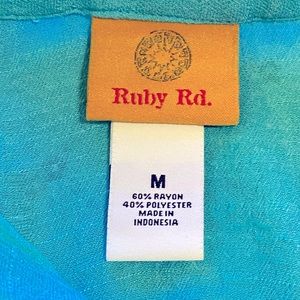 Ruby Rd.
M
60% RAYON
40% POLYESTER
MADE IN
INDONESIA